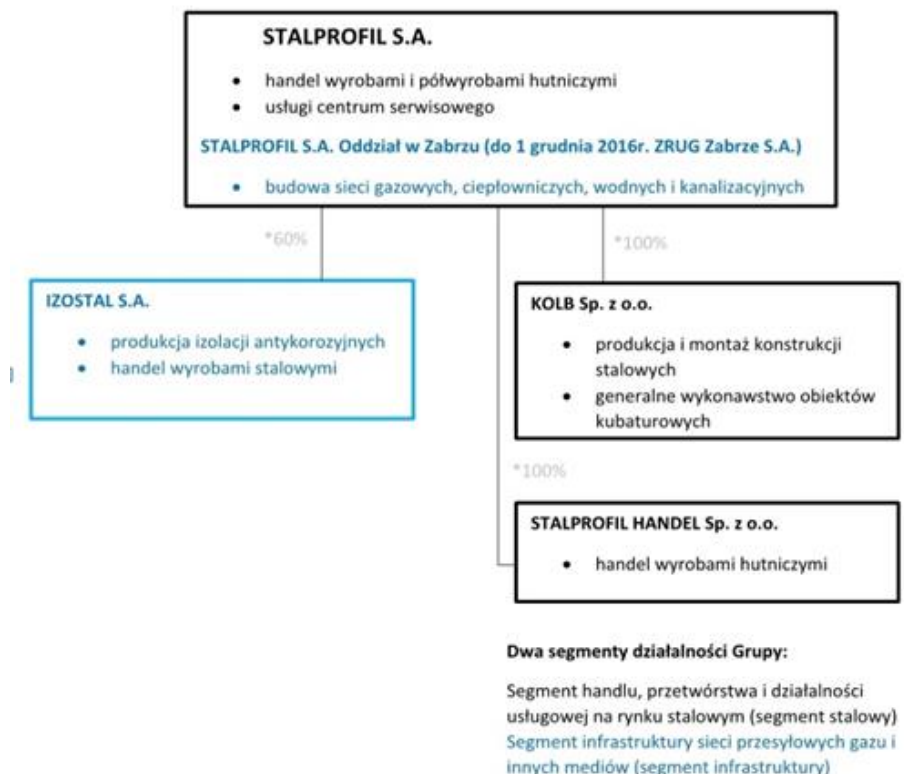 STALPROFIL S.A.
• handel wyrobami i półwyrobami hutniczymi
• usługi centrum serwisowego
STALPROFIL S.A. Oddział w Zabrzu (do 1 grudnia 2016r. ZRUG Zabrze S.A.)
• budowa sieci gazowych, ciepłowniczych, wodnych i kanalizacyjnych
*60%
*100%
IZOSTAL S.A.
• produkcja izolacji antykorozyjnych
• handel wyrobami stalowymi
KOLB Sp. z o.o.
• produkcja i montaż konstrukcji
stalowych
• generalne wykonawstwo obiektów
kubaturowych
*100%
STALPROFIL HANDEL Sp. z o.o.
• handel wyrobami hutniczymi
Dwa segmenty działalności Grupy:
Segment handlu, przetwórstwa i działalności
usługowej na rynku stalowym (segment stalowy)
Segment infrastruktury sieci przesyłowych gazu i
innych mediów (segment infrastruktury)